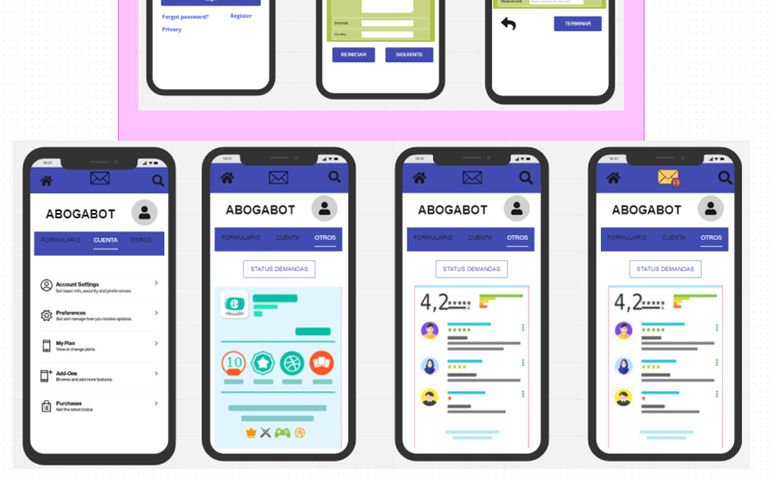 Forgot password?
Register
Privacy
REINICIAR
SIGUIENTE
TERMINAR
ABOGABOT
FORMULARIO CUENTA OTROS
Account Settings
Set basic info, security and preferences.
Preferences
Set and manage how you receive updates.
My Plan
View or change plans.
Add-Ons
Browse and add more features.
Purchases
Get the latest status.
ABOGABOT
FORMULARIO CUENTA OTROS
STATUS DEMANDAS
10
ABOGABOT
FORMULARIO CUENTA OTROS
STATUS DEMANDAS
4,2
ABOGABOT
FORMULARIO CUENTA OTROS
STATUS DEMANDAS
4,2